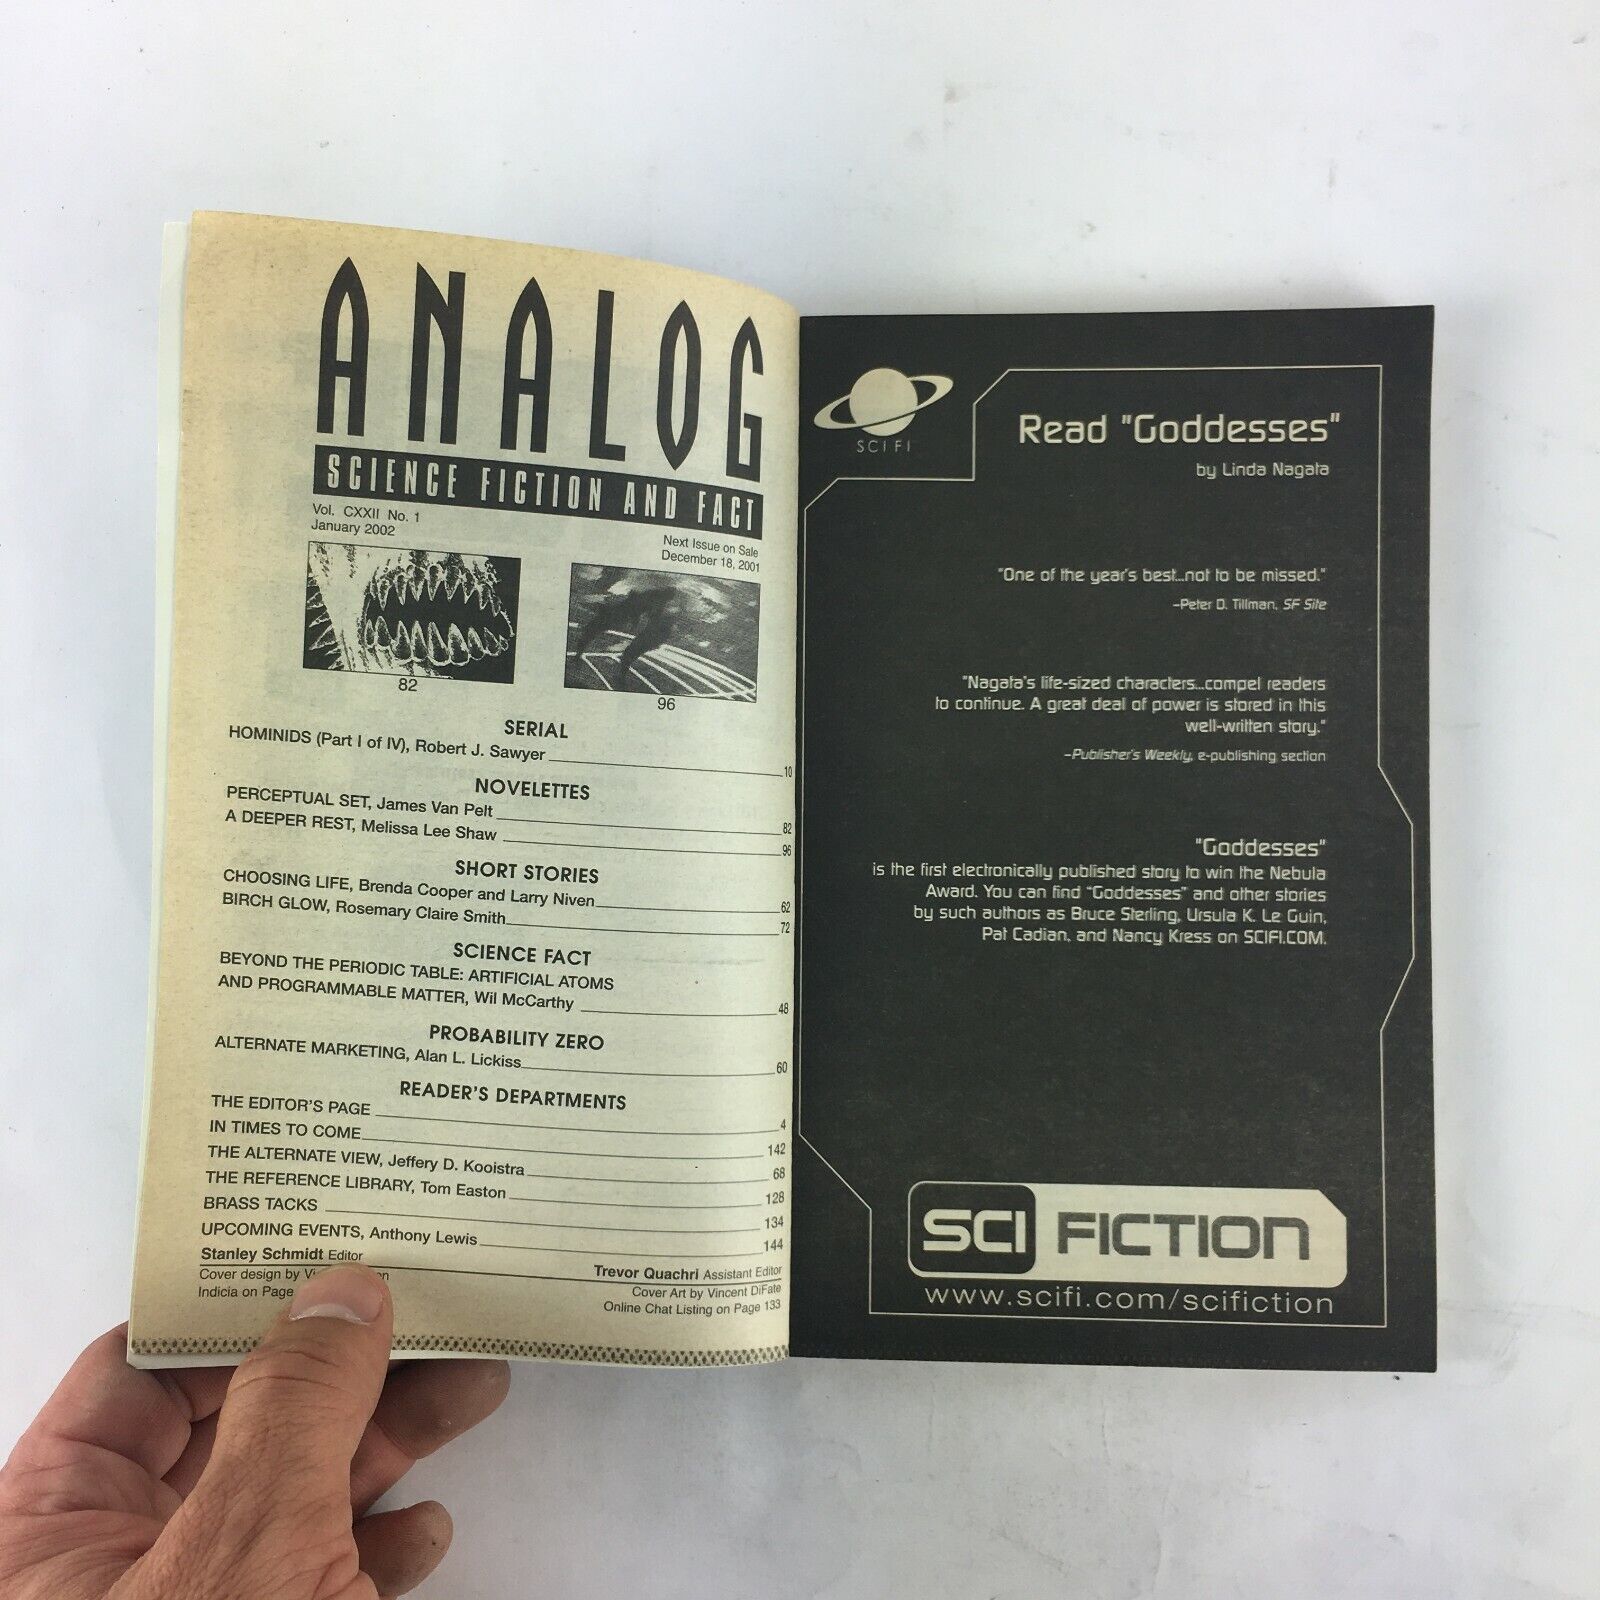 ANALOG
SCIENCE FICTION AND FACT
Vol. CXXII No. 1
January 2002
Next Issue on Sale
December 18, 2001
82
96
SERIAL
HOMINIDS (Part I of IV), Robert J. Sawyer 10
NOVELETTES
PERCEPTUAL SET, James Van Pelt 82
A DEEPER REST, Melissa Lee Shaw 96
SHORT STORIES
CHOOSING LIFE, Brenda Cooper and Larry Niven 62
BIRCH GLOW, Rosemary Claire Smith 72
SCIENCE FACT
BEYOND THE PERIODIC TABLE: ARTIFICIAL ATOMS
AND PROGRAMMABLE MATTER, Wil McCarthy 48
PROBABILITY ZERO
ALTERNATE MARKETING, Alan L. Lickiss 60
READER'S DEPARTMENTS
THE EDITOR'S PAGE 4
IN TIMES TO COME 142
THE ALTERNATE VIEW, Jeffery D. Kooistra 68
THE REFERENCE LIBRARY, Tom Easton 128
BRASS TACKS 134
UPCOMING EVENTS, Anthony Lewis 144
Stanley Schmidt Editor
Trevor Quachri Assistant Editor
Cover design by
Cover Art by Vincent DiFate
Indicia on Page
Online Chat Listing on Page 133
SCI FI
Read "Goddesses"
by Linda Nagata
"One of the year's best...not to be missed."
–Peter D. Tillman, SF Site
"Nagata's life-sized characters...compel readers
to continue. A great deal of power is stored in this
well-written story."
–Publisher's Weekly, e-publishing section
"Goddesses"
is the first electronically published story to win the Nebula
Award. You can find "Goddesses" and other stories
by such authors as Bruce Sterling, Ursula K. Le Guin,
Pat Cadian, and Nancy Kress on SCIFI.COM.
SCI FICTION
www.scifi.com/scifiction